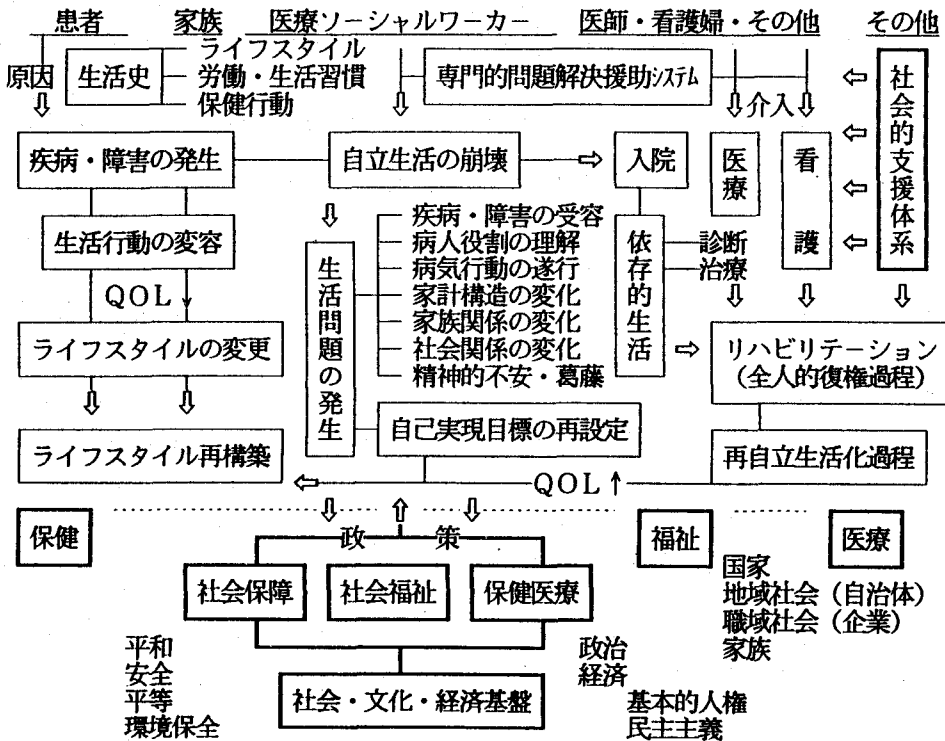 患者 家族 医療ソーシャルワーカー 医師・看護婦・その他 その他
原因
生活史
ライフスタイル
労働・生活習慣
保健行動
専門的問題解決援助システム
介入
社会的支援体系
疾病・障害の発生
自立生活の崩壊
入院
医療
看護
生活行動の変容
QOL
ライフスタイルの変更
ライフスタイル再構築
生活問題の発生
疾病・障害の受容
病人役割の理解
病気行動の遂行
家計構造の変化
家族関係の変化
社会関係の変化
精神的不安・葛藤
自己実現目標の再設定
依存的生活
診断
治療
リハビリテーション
(全人的復権過程)
再自立生活化過程
QOL↑
保健
政策
福祉
医療
社会保障
社会福祉
保健医療
国家
地域社会(自治体)
職域社会(企業)
家族
平和
安全
平等
環境保全
社会・文化・経済基盤
政治
経済
基本的人権
民主主義